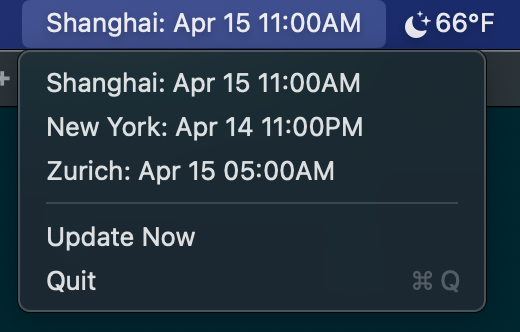 Shanghai: Apr 15 11:00AM 66°F
Shanghai: Apr 15 11:00AM
New York: Apr 14 11:00PM
Zurich: Apr 15 05:00AM
Update Now
Quit ⌘ Q